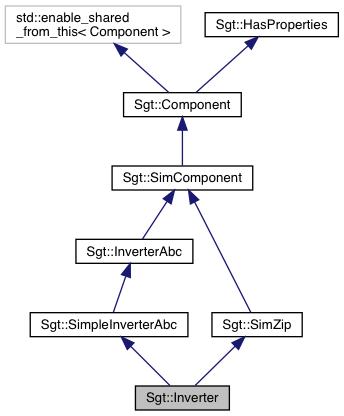 std::enable_shared
_from_this< Component >
Sgt::HasProperties
Sgt::Component
Sgt::SimComponent
Sgt::InverterAbc
Sgt::SimpleInverterAbc
Sgt::SimZip
Sgt::Inverter